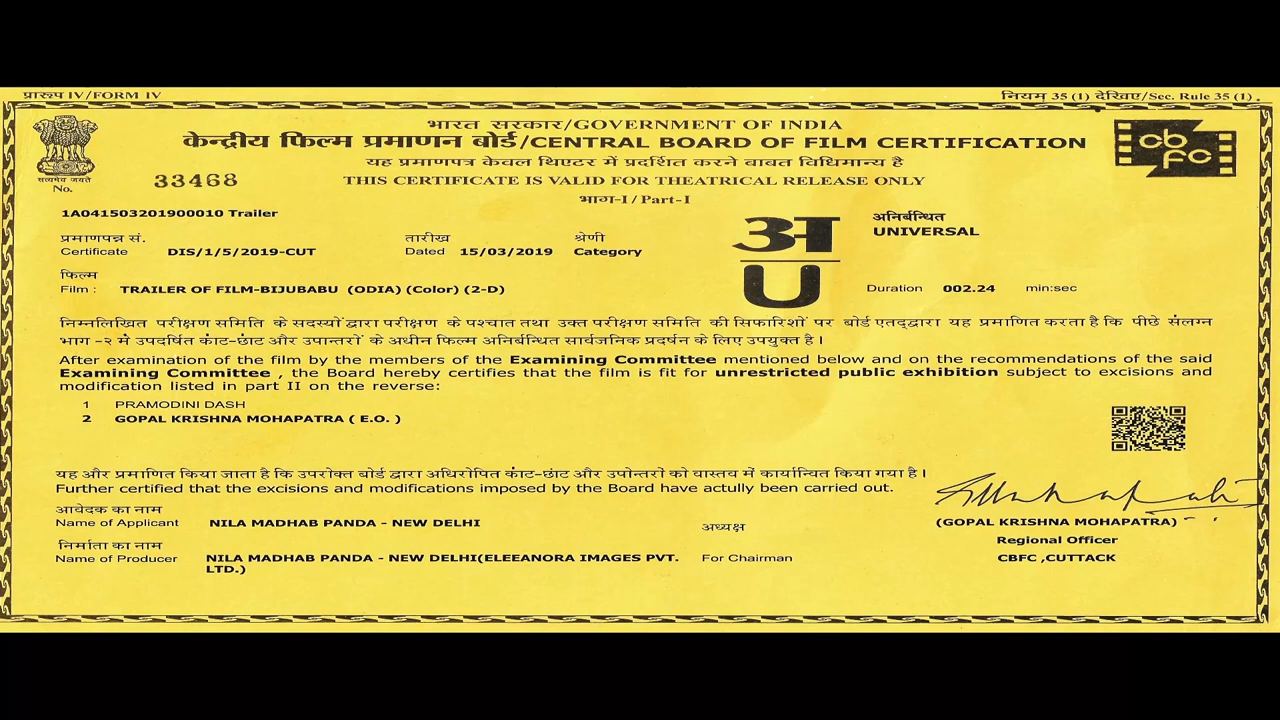 प्रारूप IV/FORM IV
नियम 35 (1) देखिए/Sec. Rule 35 (1) .
भारत सरकार/GOVERNMENT OF INDIA
केन्द्रीय फिल्म प्रमाणन बोर्ड/CENTRAL BOARD OF FILM CERTIFICATION
cb
fc
यह प्रमाणपत्र केवल थिएटर में प्रदर्शित करने वाबत विधिमान्य है
सत्यमेव जयते
No. 33468 THIS CERTIFICATE IS VALID FOR THEATRICAL RELEASE ONLY
भाग-I/Part-I
1A041503201900010 Trailer
अ
U
अनिर्बन्धित
UNIVERSAL
प्रमाणपन्न सं. तारीख श्रेणी
Certificate DIS/1/5/2019-CUT Dated 15/03/2019 Category
फिल्म
Film : TRAILER OF FILM-BIJUBABU (ODIA) (Color) (2-D) Duration 002.24 min:sec
निम्नलिखित परीक्षण समिति के सदस्यों द्वारा परीक्षण के पश्चात तथा उक्त परीक्षण समिति की सिफारिशों पर बोर्ड एतद्द्वारा यह प्रमाणित करता है कि पीछे संलग्न
भाग -२ में उपदर्षित काट-छांट और उपान्तरों के अधीन फिल्म अनिर्बन्धित सार्वजनिक प्रदर्षन के लिए उपयुक्त है।
After examination of the film by the members of the Examining Committee mentioned below and on the recommendations of the said
Examining Committee , the Board hereby certifies that the film is fit for unrestricted public exhibition subject to excisions and
modification listed in part II on the reverse:
1 PRAMODINI DASH
2 GOPAL KRISHNA MOHAPATRA ( E.O. )
यह और प्रमाणित किया जाता है कि उपरोक्त बोर्ड द्वारा अधिरोपित काट-छांट और उपोन्तरों को वास्तव में कार्यान्वित किया गया है।
Further certified that the excisions and modifications imposed by the Board have actully been carried out.
आवेदक का नाम
Name of Applicant NILA MADHAB PANDA - NEW DELHI
अध्यक्ष
(GOPAL KRISHNA MOHAPATRA)
Regional Officer
निर्माता का नाम
Name of Producer NILA MADHAB PANDA - NEW DELHI(ELEEANORA IMAGES PVT. LTD.)
For Chairman
CBFC ,CUTTACK